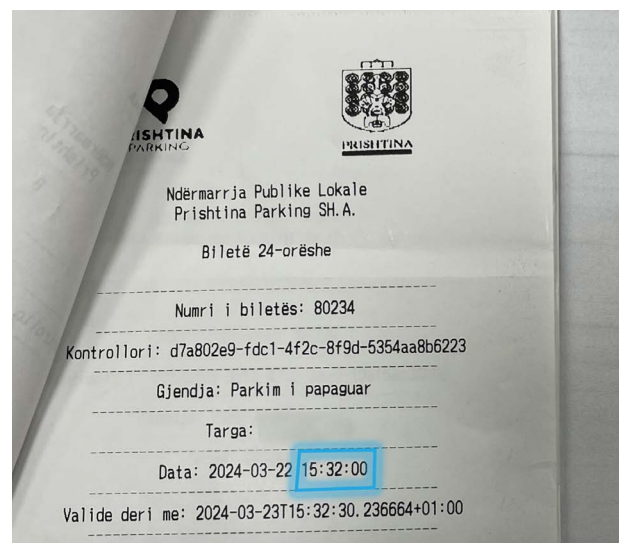 PRISHTINA
PARKING
PRISHTINA
Ndërmarrja Publike Lokale
Prishtina Parking SH.A.
Biletë 24-orëshe
Numri i biletës: 80234
Kontrollori: d7a802e9-fdc1-4f2c-8f9d-5354aa8b6223
Gjendja: Parkim i papaguar
Targa:
Data: 2024-03-22 15:32:00
Valide deri me: 2024-03-23T15:32:30.236664+01:00